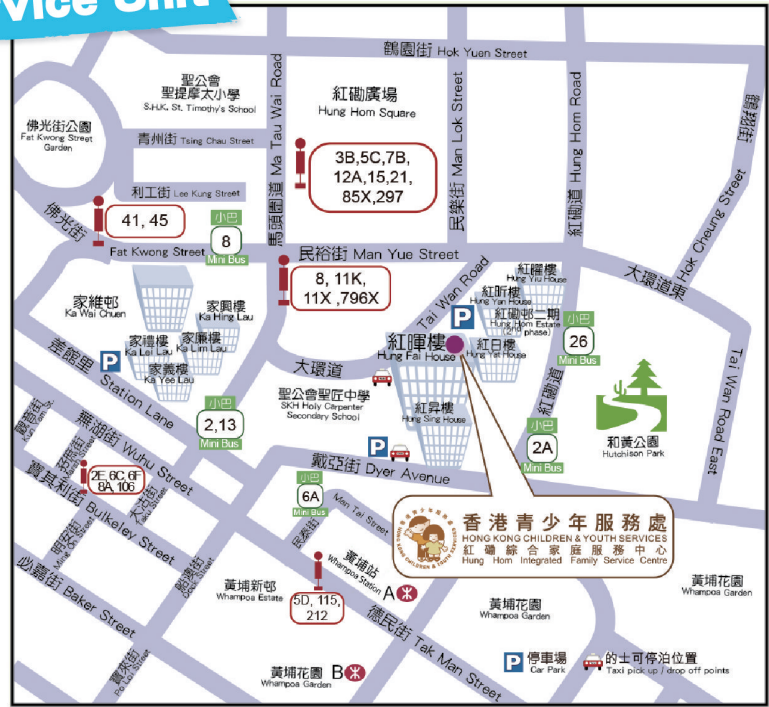 Service Unit
鶴園街 Hok Yuen Street
聖公會
聖提摩太小學
S.H.K. St. Timothy's School
馬頭圍道 Ma Tau Wai Road
紅磡廣場
Hung Hom Square
民樂街 Man Lok Street
紅磡道 Hung Hom Road
鶴翔街
Hok Cheung Street
佛光街公園
Fat Kwong Street
Garden
青州街 Tsing Chau Street
3B,5C,7B,
12A,15,21,
85X,297
利工街 Lee Kung Street
佛光街
Fat Kwong Street
41, 45
小巴
8
Mini Bus
民裕街 Man Yue Street
8, 11K,
11X ,796X
大環道東
Tai Wan Road East
Tai Wan Road
大環道
家維邨
Ka Wai Chuen
家興樓
Ka Hing Lau
家禮樓
Ka Lei Lau
家廉樓
Ka Lim Lau
家義樓
Ka Yee Lau
P
P
紅曜樓
Hung Yiu House
紅昕樓
Hung Yan House
紅磡邨二期
Hung Hom Estate
(2nd phase)
紅日樓
Hung Yat House
紅暉樓
Hung Fai House
紅昇樓
Hung Sing House
小巴
26
Mini Bus
紅磡道
差館里
Station Lane
聖公會聖匠中學
SKH Holy Carpenter
Secondary School
小巴
2,13
Mini Bus
小巴
2A
Mini Bus
和黃公園
Hutchison Park
P
戴亞街 Dyer Avenue
蕪湖街 Wuhu Street
2E, 6C, 6F
8A, 106
寶其利街 Bulkeley Street
必嘉街 Baker Street
小巴
6A
Mini Bus
Man Tai Street
民泰街
黃埔站
Whampoa Station
A
黃埔新邨
Whampoa Estate
5D, 115,
212
德民街 Tak Man Street
香港青少年服務處
HONG KONG CHILDREN & YOUTH SERVICES
紅磡綜合家庭服務中心
Hung Hom Integrated Family Service Centre
黃埔花園
Whampoa Garden
黃埔花園
Whampoa Garden
黃埔花園
Whampoa Garden
B
寶來街
Po Loi Street
P 停車場
Car Park
的士可停泊位置
Taxi pick up / drop off points